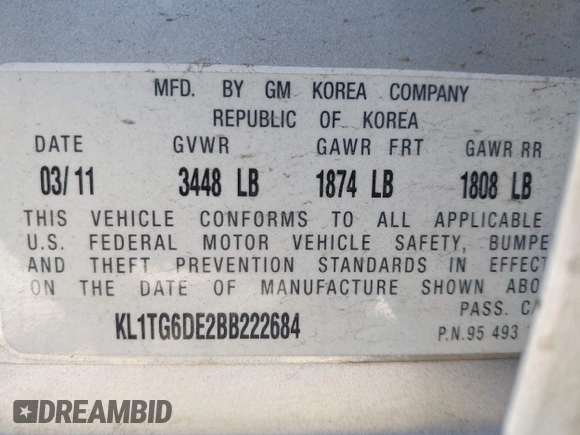 MFD. BY GM KOREA COMPANY
REPUBLIC OF KOREA
DATE GVWR GAWR FRT GAWR RR
03/11 3448 LB 1874 LB 1808 LB
THIS VEHICLE CONFORMS TO ALL APPLICABLE
U.S. FEDERAL MOTOR VEHICLE SAFETY, BUMPE
AND THEFT PREVENTION STANDARDS IN EFFECT
ON THE DATE OF MANUFACTURE SHOWN ABO
PASS. CA
KL1TG6DE2BB222684
P.N.95 493
DREAMBID